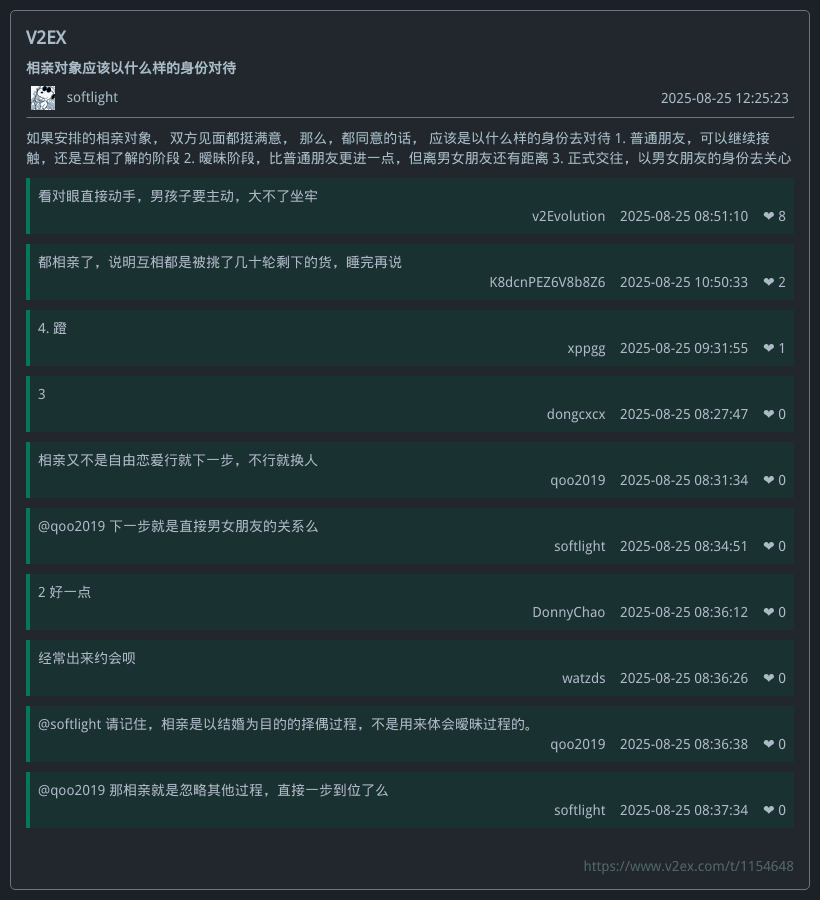 V2EX
相亲对象应该以什么样的身份对待
softlight 2025-08-25 12:25:23
如果安排的相亲对象， 双方见面都挺满意， 那么，都同意的话， 应该是以什么样的身份去对待 1. 普通朋友，可以继续接
触，还是互相了解的阶段 2. 暧昧阶段，比普通朋友更进一点，但离男女朋友还有距离 3. 正式交往，以男女朋友的身份去关心
看对眼直接动手，男孩子要主动，大不了坐牢
v2Evolution 2025-08-25 08:51:10 ❤ 8
都相亲了，说明互相都是被挑了几十轮剩下的货，睡完再说
K8dcnPEZ6V8b8Z6 2025-08-25 10:50:33 ❤ 2
4. 蹬
xppgg 2025-08-25 09:31:55 ❤ 1
3
dongcxcx 2025-08-25 08:27:47 ❤ 0
相亲又不是自由恋爱行就下一步，不行就换人
qoo2019 2025-08-25 08:31:34 ❤ 0
@qoo2019 下一步就是直接男女朋友的关系么
softlight 2025-08-25 08:34:51 ❤ 0
2 好一点
DonnyChao 2025-08-25 08:36:12 ❤ 0
经常出来约会呗
watzds 2025-08-25 08:36:26 ❤ 0
@softlight 请记住，相亲是以结婚为目的的择偶过程，不是用来体会暧昧过程的。
qoo2019 2025-08-25 08:36:38 ❤ 0
@qoo2019 那相亲就是忽略其他过程，直接一步到位了么
softlight 2025-08-25 08:37:34 ❤ 0
https://www.v2ex.com/t/1154648